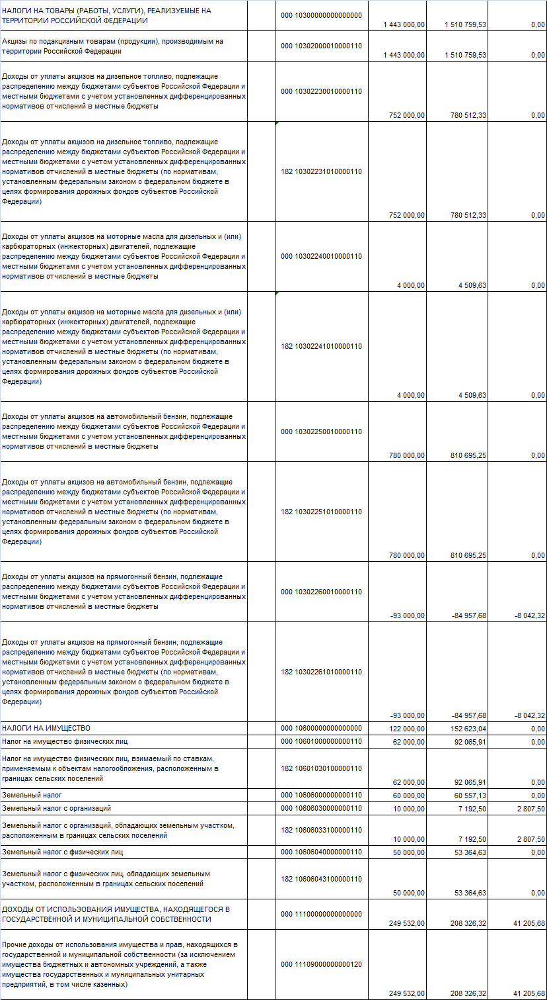 НАЛОГИ НА ТОВАРЫ (РАБОТЫ, УСЛУГИ), РЕАЛИЗУЕМЫЕ НА
ТЕРРИТОРИИ РОССИЙСКОЙ ФЕДЕРАЦИИ
000 10300000000000000
1 443 000,00 1 510 759,53 0,00
Акцизы по подакцизным товарам (продукции), производимым на
территории Российской Федерации
000 10302000010000110
1 443 000,00 1 510 759,53 0,00
Доходы от уплаты акцизов на дизельное топливо, подлежащие
распределению между бюджетами субъектов Российской Федерации и
местными бюджетами с учетом установленных дифференцированных
нормативов отчислений в местные бюджеты
000 10302230010000110
752 000,00 780 512,33 0,00
Доходы от уплаты акцизов на дизельное топливо, подлежащие
распределению между бюджетами субъектов Российской Федерации и
местными бюджетами с учетом установленных дифференцированных
нормативов отчислений в местные бюджеты (по нормативам,
установленным федеральным законом о федеральном бюджете в
целях формирования дорожных фондов субъектов Российской
Федерации)
182 10302231010000110
752 000,00 780 512,33 0,00
Доходы от уплаты акцизов на моторные масла для дизельных и (или)
карбюраторных (инжекторных) двигателей, подлежащие
распределению между бюджетами субъектов Российской Федерации и
местными бюджетами с учетом установленных дифференцированных
нормативов отчислений в местные бюджеты
000 10302240010000110
4 000,00 4 509,63 0,00
Доходы от уплаты акцизов на моторные масла для дизельных и (или)
карбюраторных (инжекторных) двигателей, подлежащие
распределению между бюджетами субъектов Российской Федерации и
местными бюджетами с учетом установленных дифференцированных
нормативов отчислений в местные бюджеты (по нормативам,
установленным федеральным законом о федеральном бюджете в
целях формирования дорожных фондов субъектов Российской
Федерации)
182 10302241010000110
4 000,00 4 509,63 0,00
Доходы от уплаты акцизов на автомобильный бензин, подлежащие
распределению между бюджетами субъектов Российской Федерации и
местными бюджетами с учетом установленных дифференцированных
нормативов отчислений в местные бюджеты
000 10302250010000110
780 000,00 810 695,25 0,00
Доходы от уплаты акцизов на автомобильный бензин, подлежащие
распределению между бюджетами субъектов Российской Федерации и
местными бюджетами с учетом установленных дифференцированных
нормативов отчислений в местные бюджеты (по нормативам,
установленным федеральным законом о федеральном бюджете в
целях формирования дорожных фондов субъектов Российской
Федерации)
182 10302251010000110
780 000,00 810 695,25 0,00
Доходы от уплаты акцизов на прямогонный бензин, подлежащие
распределению между бюджетами субъектов Российской Федерации и
местными бюджетами с учетом установленных дифференцированных
нормативов отчислений в местные бюджеты
000 10302260010000110
-93 000,00 -84 957,68 -8 042,32
Доходы от уплаты акцизов на прямогонный бензин, подлежащие
распределению между бюджетами субъектов Российской Федерации и
местными бюджетами с учетом установленных дифференцированных
нормативов отчислений в местные бюджеты (по нормативам,
установленным федеральным законом о федеральном бюджете в
целях формирования дорожных фондов субъектов Российской
Федерации)
182 10302261010000110
-93 000,00 -84 957,68 -8 042,32
НАЛОГИ НА ИМУЩЕСТВО 000 10600000000000000 122 000,00 152 623,04 0,00
Налог на имущество физических лиц 000 10601000000000110 62 000,00 92 065,91 0,00
Налог на имущество физических лиц, взимаемый по ставкам,
применяемым к объектам налогообложения, расположенным в
границах сельских поселений
182 10601030100000110
62 000,00 92 065,91 0,00
Земельный налог 000 10606000000000110 60 000,00 60 557,13 0,00
Земельный налог с организаций 000 10606030000000110 10 000,00 7 192,50 2 807,50
Земельный налог с организаций, обладающих земельным участком,
расположенным в границах сельских поселений
182 10606033100000110
10 000,00 7 192,50 2 807,50
Земельный налог с физических лиц 000 10606040000000110 50 000,00 53 364,63 0,00
Земельный налог с физических лиц, обладающих земельным
участком, расположенным в границах сельских поселений
182 10606043100000110
50 000,00 53 364,63 0,00
ДОХОДЫ ОТ ИСПОЛЬЗОВАНИЯ ИМУЩЕСТВА, НАХОДЯЩЕГОСЯ В
ГОСУДАРСТВЕННОЙ И МУНИЦИПАЛЬНОЙ СОБСТВЕННОСТИ
000 11100000000000000
249 532,00 208 326,32 41 205,68
Прочие доходы от использования имущества и прав, находящихся в
государственной и муниципальной собственности (за исключением
имущества бюджетных и автономных учреждений, а также
имущества государственных и муниципальных унитарных
предприятий, в том числе казенных)
000 11109000000000120
249 532,00 208 326,32 41 205,68